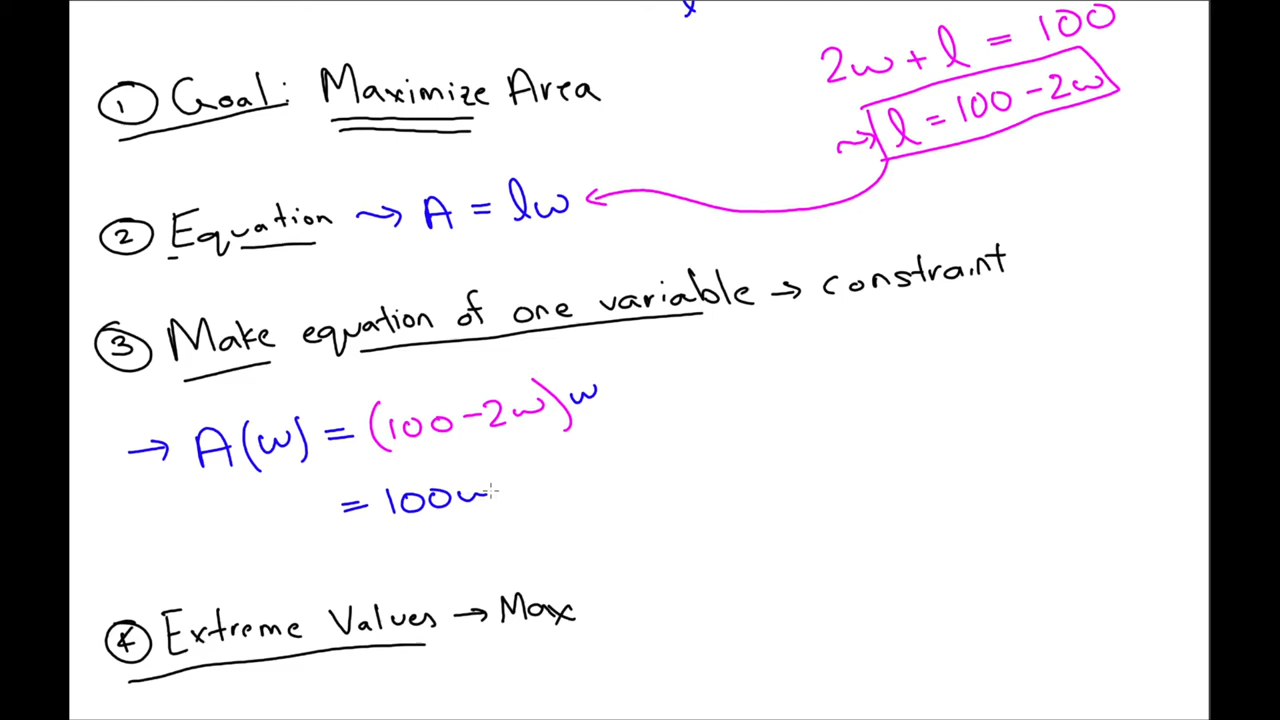 2w + l = 100
① Goal: Maximize Area
⇝ l = 100 - 2w
② Equation ⇝ A = lw
③ Make equation of one variable → constraint
→ A(w) = (100 - 2w)w
= 100w
④ Extreme Values → Max